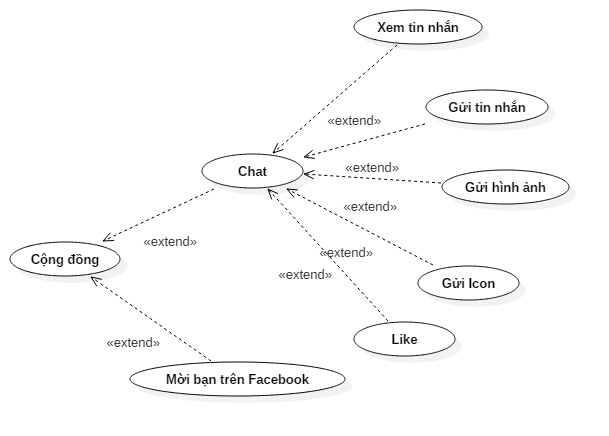 Xem tin nhắn
Gửi tin nhắn
«extend»
Chat
«extend»
Gửi hình ảnh
«extend»
«extend»
«extend»
Cộng đồng
«extend»
Gửi Icon
Like
«extend»
Mời bạn trên Facebook